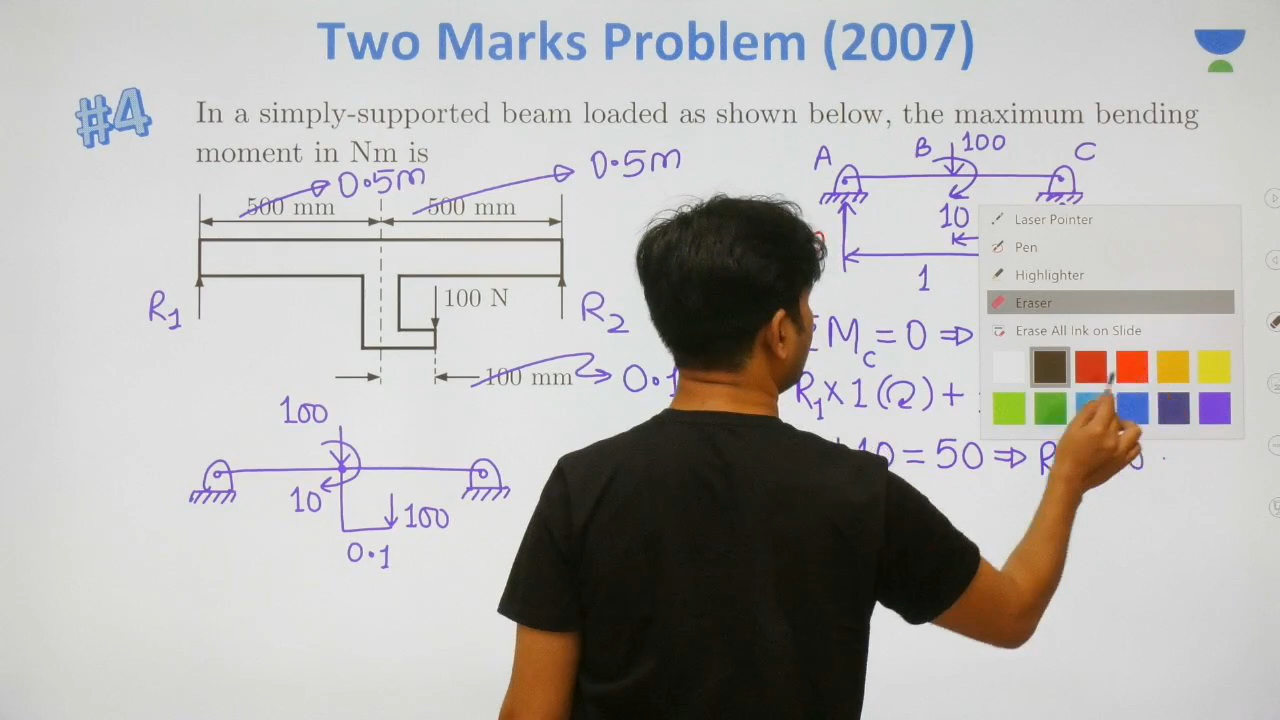 Two Marks Problem (2007)
#4
In a simply-supported beam loaded as shown below, the maximum bending
moment in Nm is
0.5m
0.5m
500 mm
500 mm
R1
100 N
R2
100 mm
0.1
100
10
100
0.1
A
B
100
C
10
1
MC = 0 ⇒
R1 × 1 (↻) +
10 = 50 ⇒ R
Laser Pointer
Pen
Highlighter
Eraser
Erase All Ink on Slide